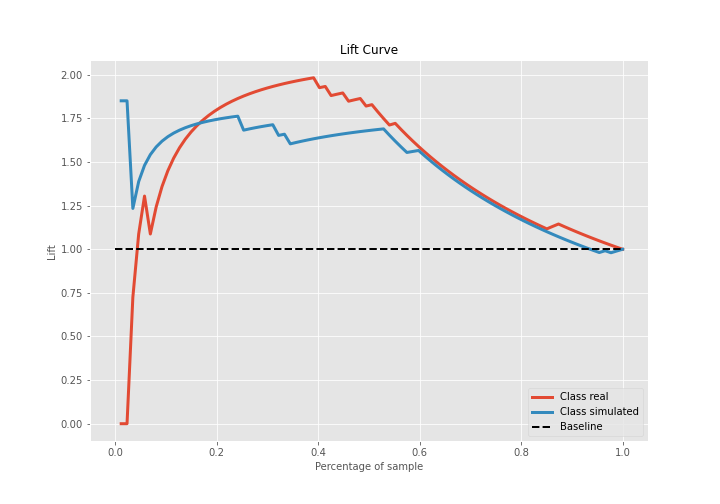 Lift Curve
2.00
1.75
1.50
1.25
1.00
0.75
0.50
0.25
0.00
Lift
0.0 0.2 0.4 0.6 0.8 1.0
Percentage of sample
Class real
Class simulated
Baseline